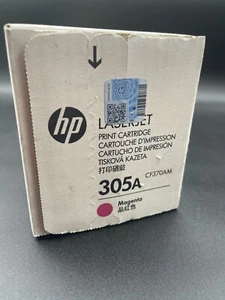 hp
LASERJET
PRINT CARTRIDGE
CARTOUCHE D'IMPRESSION
CARTUCHO DE IMPRESIÓN
TISKOVÁ KAZETA
打印硒鼓
305A
CF370AM
Magenta
品红色